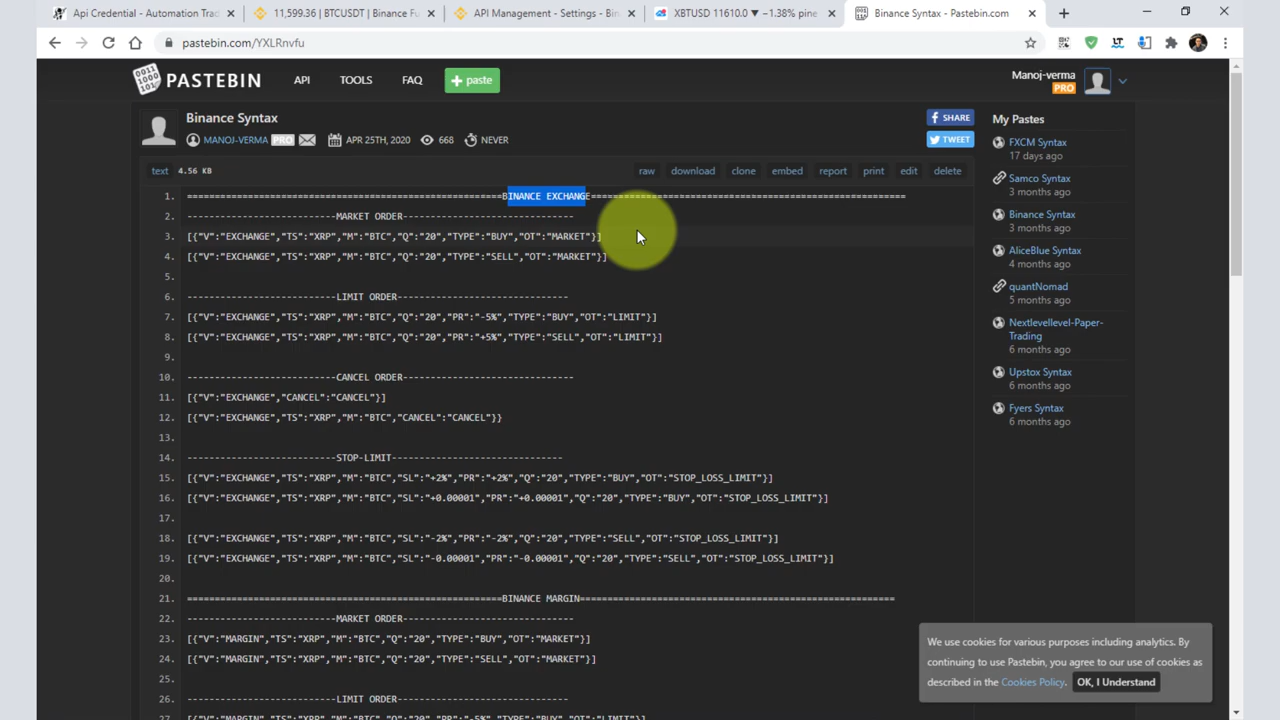 Api Credential - Automation Trad
11,599.36 | BTCUSDT | Binance Fu
API Management - Settings - Bin
XBTUSD 11610.0 ▼ −1.38% pine
Binance Syntax - Pastebin.com
pastebin.com/YXLRnvfu
PASTEBIN
API
TOOLS
FAQ
+ paste
Manoj-verma
PRO
Binance Syntax
MANOJ-VERMA PRO APR 25TH, 2020 668 NEVER
SHARE
TWEET
text 4.56 KB
raw download clone embed report print edit delete
1. =========================================================BINANCE EXCHANGE=========================================================
2. ---------------------------MARKET ORDER-------------------------------
3. [{"V":"EXCHANGE","TS":"XRP","M":"BTC","Q":"20","TYPE":"BUY","OT":"MARKET"}]
4. [{"V":"EXCHANGE","TS":"XRP","M":"BTC","Q":"20","TYPE":"SELL","OT":"MARKET"}]
5.
6. ---------------------------LIMIT ORDER-------------------------------
7. [{"V":"EXCHANGE","TS":"XRP","M":"BTC","Q":"20","PR":"-5%","TYPE":"BUY","OT":"LIMIT"}]
8. [{"V":"EXCHANGE","TS":"XRP","M":"BTC","Q":"20","PR":"+5%","TYPE":"SELL","OT":"LIMIT"}]
9.
10. ---------------------------CANCEL ORDER-------------------------------
11. [{"V":"EXCHANGE","CANCEL":"CANCEL"}]
12. [{"V":"EXCHANGE","TS":"XRP","M":"BTC","CANCEL":"CANCEL"}]
13.
14. ---------------------------STOP-LIMIT-------------------------------
15. [{"V":"EXCHANGE","TS":"XRP","M":"BTC","SL":"+2%","PR":"+2%","Q":"20","TYPE":"BUY","OT":"STOP_LOSS_LIMIT"}]
16. [{"V":"EXCHANGE","TS":"XRP","M":"BTC","SL":"+0.00001","PR":"+0.00001","Q":"20","TYPE":"BUY","OT":"STOP_LOSS_LIMIT"}]
17.
18. [{"V":"EXCHANGE","TS":"XRP","M":"BTC","SL":"-2%","PR":"-2%","Q":"20","TYPE":"SELL","OT":"STOP_LOSS_LIMIT"}]
19. [{"V":"EXCHANGE","TS":"XRP","M":"BTC","SL":"-0.00001","PR":"-0.00001","Q":"20","TYPE":"SELL","OT":"STOP_LOSS_LIMIT"}]
20.
21. =========================================================BINANCE MARGIN=========================================================
22. ---------------------------MARKET ORDER-------------------------------
23. [{"V":"MARGIN","TS":"XRP","M":"BTC","Q":"20","TYPE":"BUY","OT":"MARKET"}]
24. [{"V":"MARGIN","TS":"XRP","M":"BTC","Q":"20","TYPE":"SELL","OT":"MARKET"}]
25.
26. ---------------------------LIMIT ORDER-------------------------------
27. [{"V":"MARGIN","TS":"XRP","M":"BTC","Q":"20","PR":"-5%","TYPE":"BUY","OT":"LIMIT"}]
My Pastes
FXCM Syntax
17 days ago
Samco Syntax
3 months ago
Binance Syntax
3 months ago
AliceBlue Syntax
4 months ago
quantNomad
5 months ago
Nextlevellevel-Paper-
Trading
6 months ago
Upstox Syntax
6 months ago
Fyers Syntax
6 months ago
We use cookies for various purposes including analytics. By
continuing to use Pastebin, you agree to our use of cookies as
described in the Cookies Policy. OK, I Understand